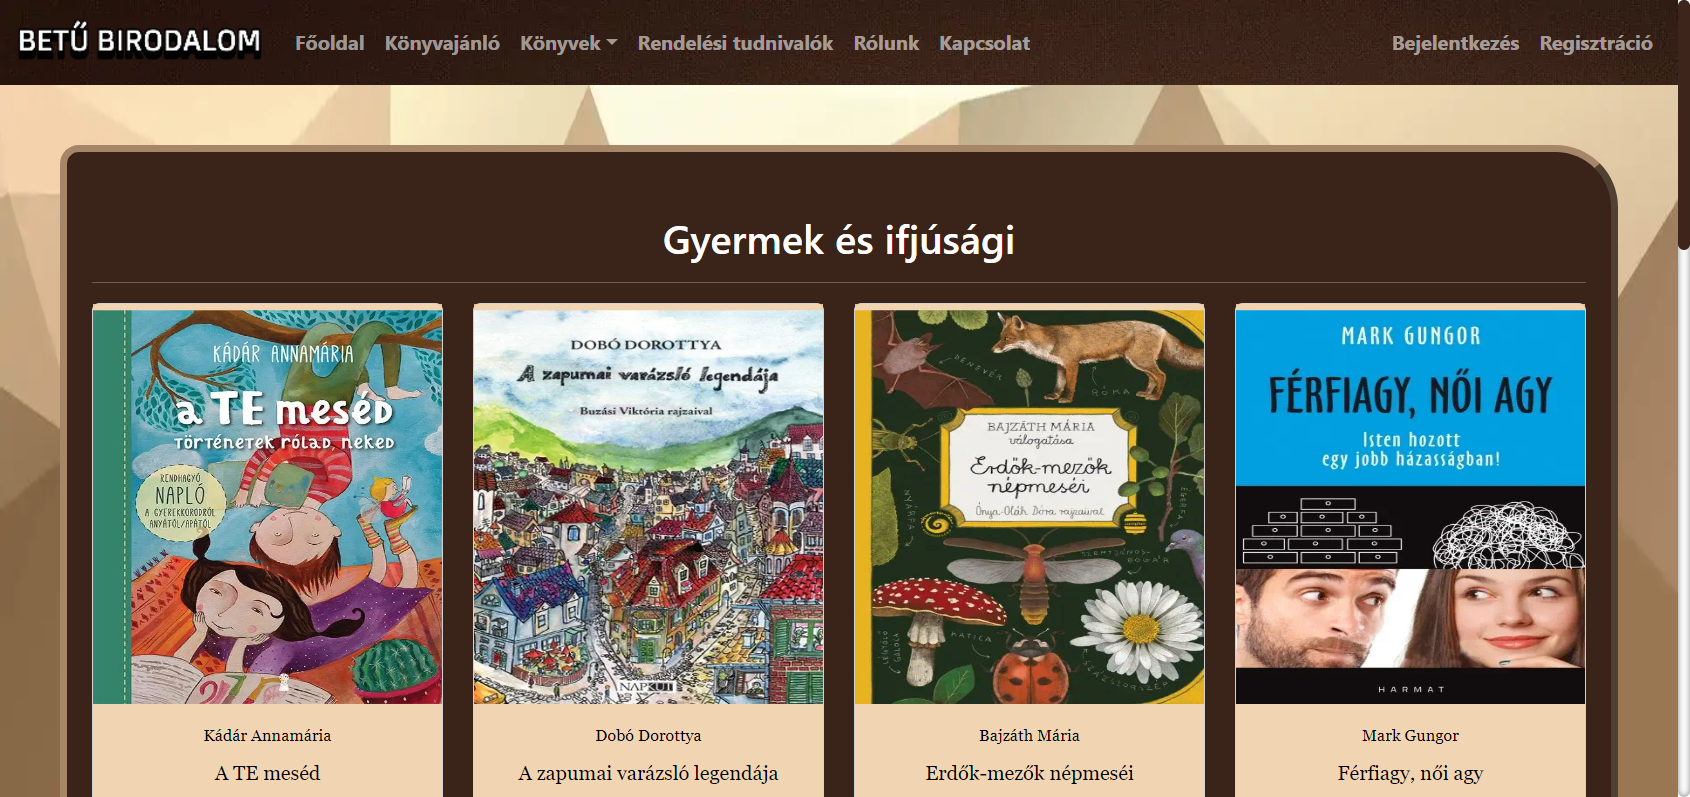 BETŰ BIRODALOM
Főoldal Könyvajánló Könyvek Rendelési tudnivalók Rólunk Kapcsolat Bejelentkezés Regisztráció
Gyermek és ifjúsági
KÁDÁR ANNAMÁRIA
a TE meséd
TÖRTÉNETEK RÓLAD, NEKED
RENDHAGYÓ
NAPLÓ
A GYEREKKORODRÓL
ANYÁTÓL/APÁTÓL
Kádár Annamária
A TE meséd
DOBÓ DOROTTYA
A zapumai varázsló legendája
Buzási Viktória rajzaival
NAPKÚT
Dobó Dorottya
A zapumai varázsló legendája
DENEVÉR
RÓKA
BAJZÁTH MÁRIA
válogatása
Erdők-mezők
népmeséi
Ónya-Oláh Dóra rajzaival
NYÁRFA
EGERFA
SZENTJÁNOS-
BOGÁR
KATICA
Bajzáth Mária
Erdők-mezők népmeséi
MARK GUNGOR
FÉRFIAGY, NŐI AGY
Isten hozott
egy jobb házasságban!
HARMAT
Mark Gungor
Férfiagy, női agy